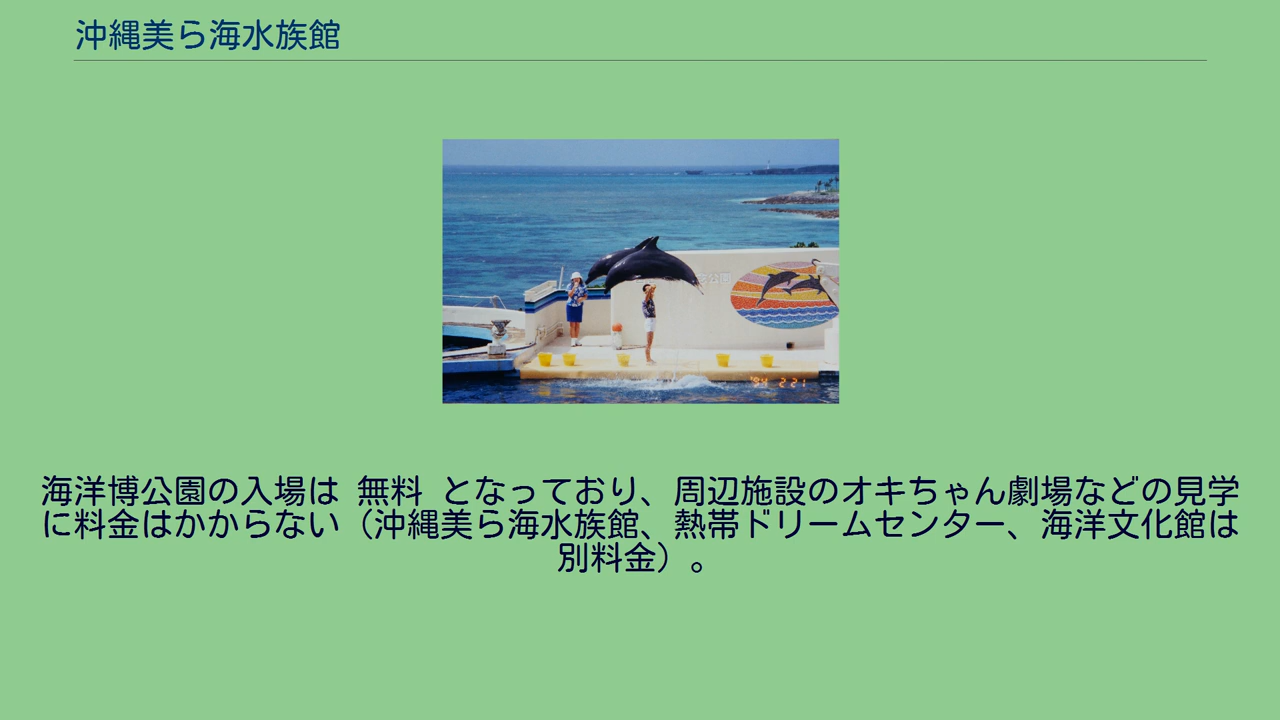 沖縄美ら海水族館
'94 2 21
海洋博公園の入場は 無料 となっており、周辺施設のオキちゃん劇場などの見学
に料金はかからない（沖縄美ら海水族館、熱帯ドリームセンター、海洋文化館は
別料金）。